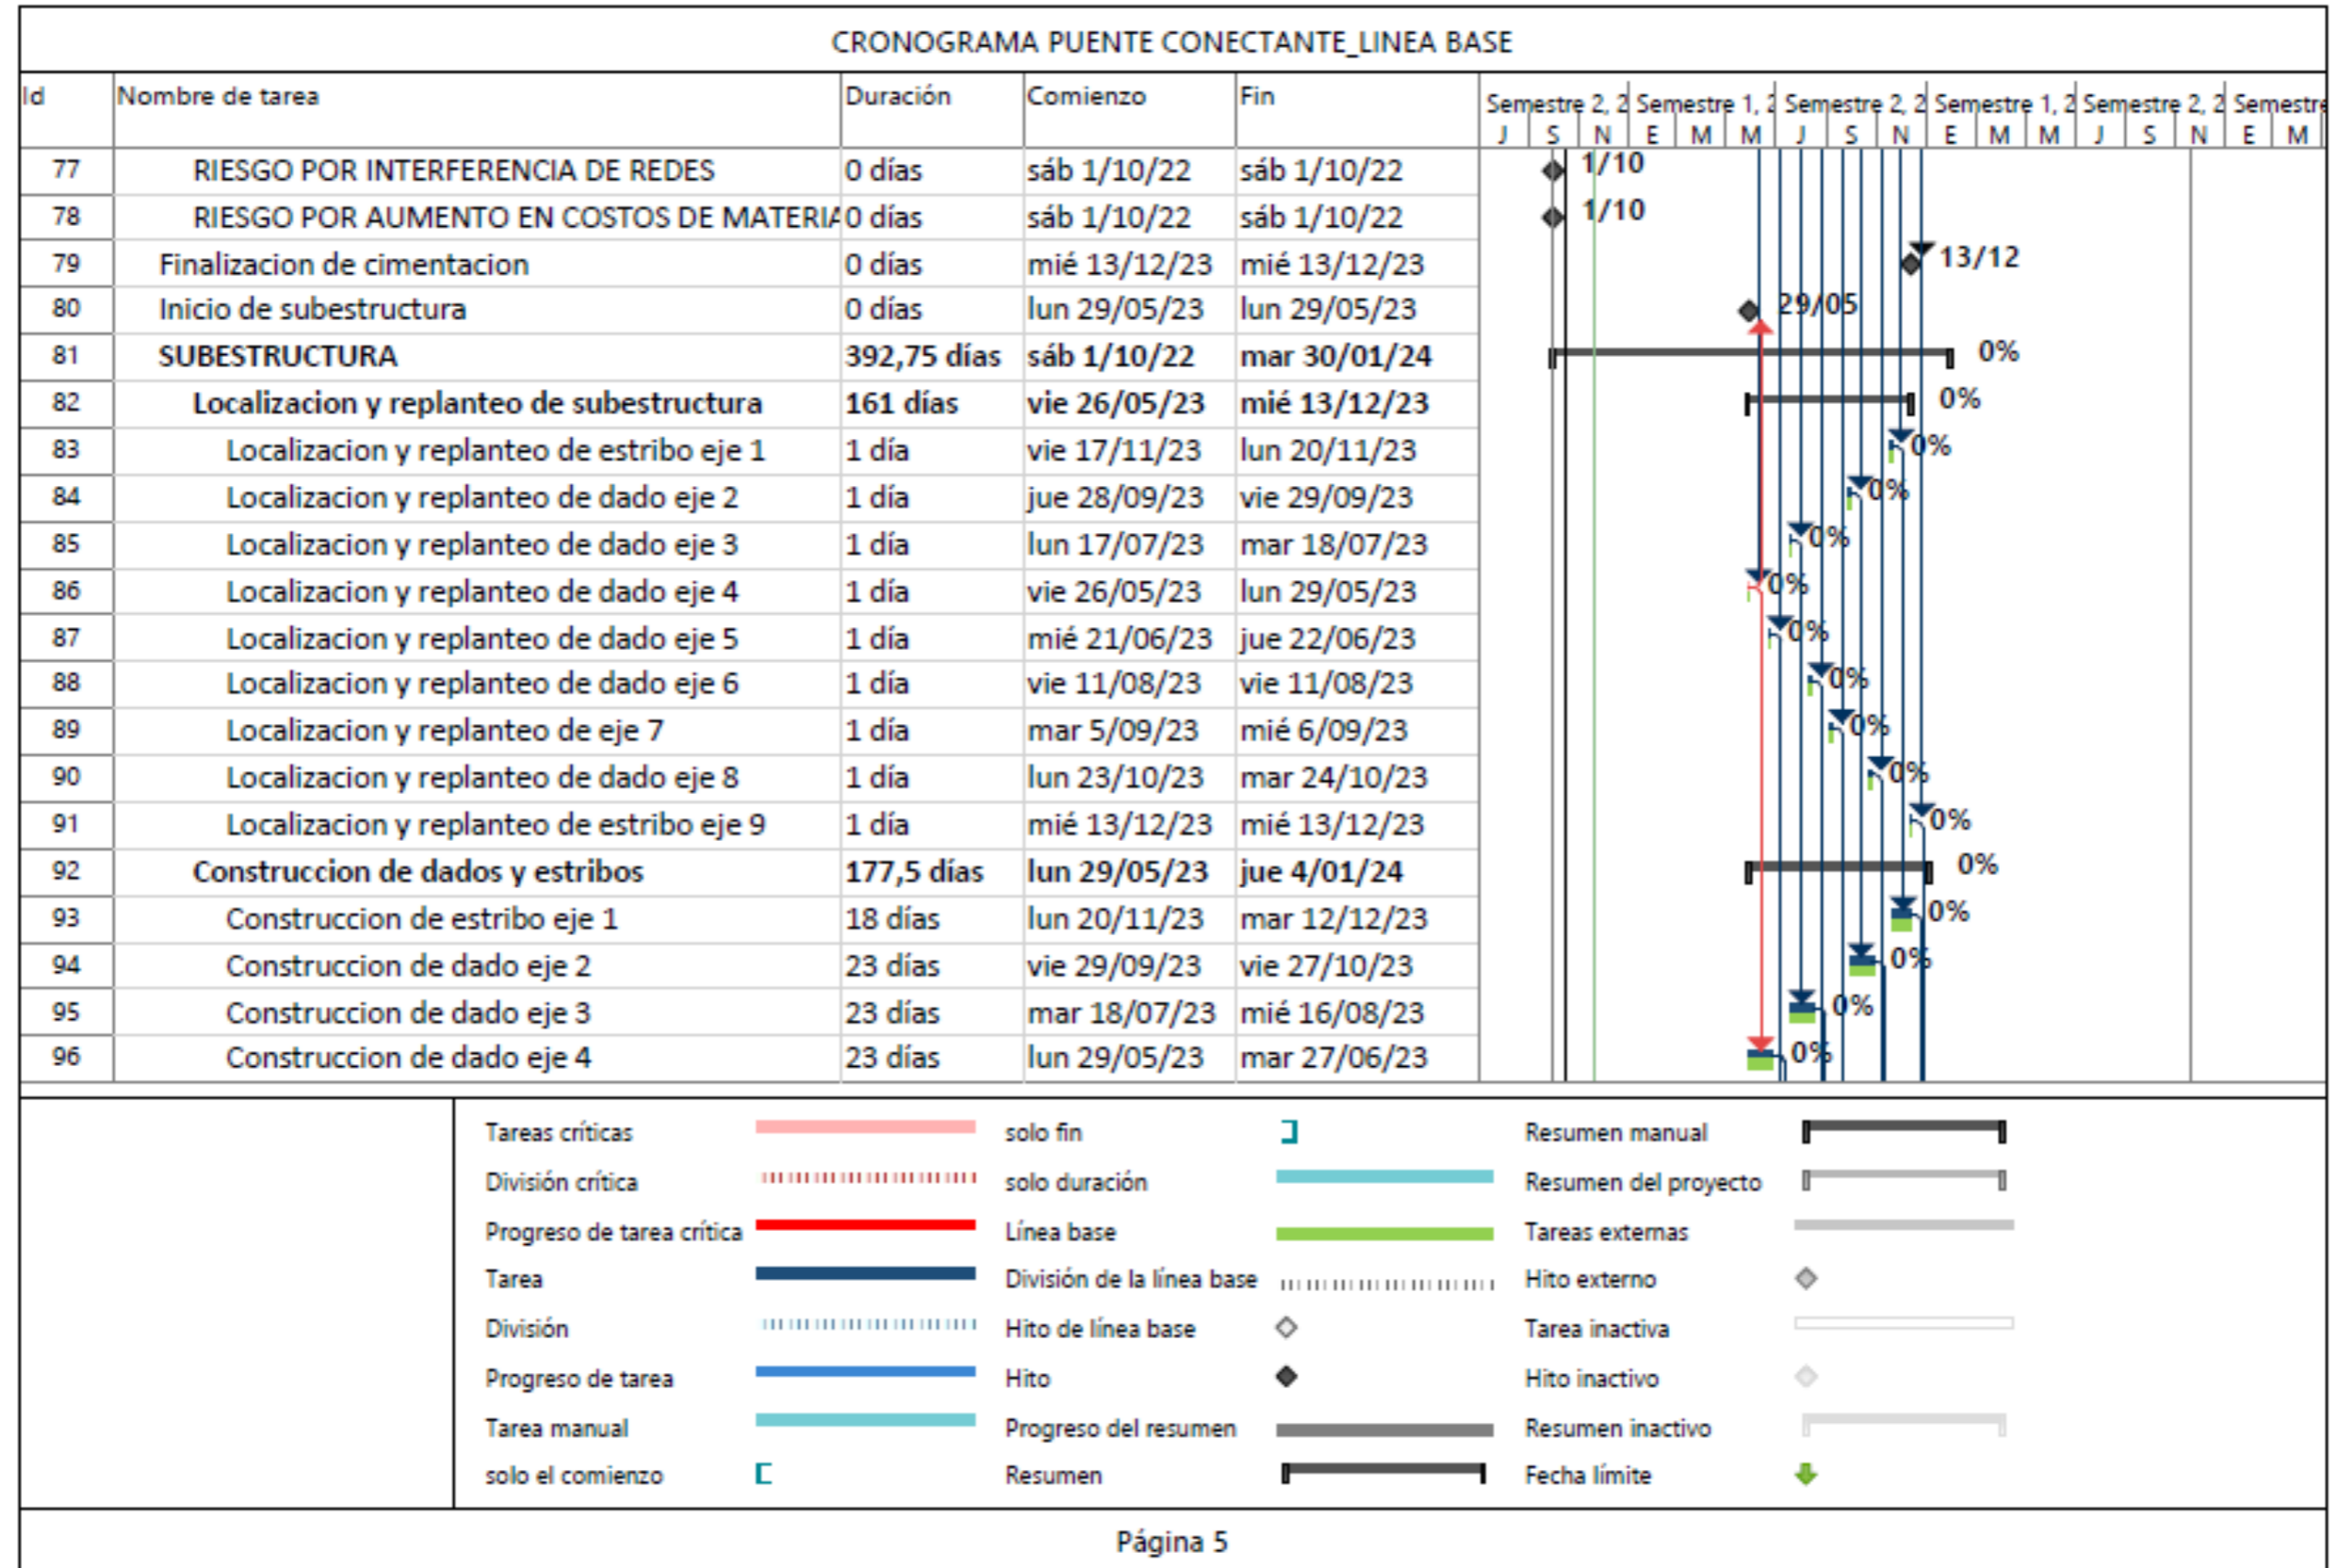 CRONOGRAMA PUENTE CONECTANTE_LINEA BASE
Id Nombre de tarea Duración Comienzo Fin Semestre 2, 2 Semestre 1, 2 Semestre 2, 2 Semestre 1, 2 Semestre 2, 2 Semestre
J S N E M M J S N E M M J S N E M
77 RIESGO POR INTERFERENCIA DE REDES 0 días sáb 1/10/22 sáb 1/10/22 1/10
78 RIESGO POR AUMENTO EN COSTOS DE MATERIA 0 días sáb 1/10/22 sáb 1/10/22 1/10
79 Finalizacion de cimentacion 0 días mié 13/12/23 mié 13/12/23 13/12
80 Inicio de subestructura 0 días lun 29/05/23 lun 29/05/23 29/05
81 SUBESTRUCTURA 392,75 días sáb 1/10/22 mar 30/01/24 0%
82 Localizacion y replanteo de subestructura 161 días vie 26/05/23 mié 13/12/23 0%
83 Localizacion y replanteo de estribo eje 1 1 día vie 17/11/23 lun 20/11/23 0%
84 Localizacion y replanteo de dado eje 2 1 día jue 28/09/23 vie 29/09/23 0%
85 Localizacion y replanteo de dado eje 3 1 día lun 17/07/23 mar 18/07/23 0%
86 Localizacion y replanteo de dado eje 4 1 día vie 26/05/23 lun 29/05/23 0%
87 Localizacion y replanteo de dado eje 5 1 día mié 21/06/23 jue 22/06/23 0%
88 Localizacion y replanteo de dado eje 6 1 día vie 11/08/23 vie 11/08/23 0%
89 Localizacion y replanteo de eje 7 1 día mar 5/09/23 mié 6/09/23 0%
90 Localizacion y replanteo de dado eje 8 1 día lun 23/10/23 mar 24/10/23 0%
91 Localizacion y replanteo de estribo eje 9 1 día mié 13/12/23 mié 13/12/23 0%
92 Construccion de dados y estribos 177,5 días lun 29/05/23 jue 4/01/24 0%
93 Construccion de estribo eje 1 18 días lun 20/11/23 mar 12/12/23 0%
94 Construccion de dado eje 2 23 días vie 29/09/23 vie 27/10/23 0%
95 Construccion de dado eje 3 23 días mar 18/07/23 mié 16/08/23 0%
96 Construccion de dado eje 4 23 días lun 29/05/23 mar 27/06/23 0%
Tareas críticas solo fin Resumen manual
División crítica solo duración Resumen del proyecto
Progreso de tarea crítica Línea base Tareas externas
Tarea División de la línea base Hito externo
División Hito de línea base Tarea inactiva
Progreso de tarea Hito Hito inactivo
Tarea manual Progreso del resumen Resumen inactivo
solo el comienzo Resumen Fecha límite
Página 5